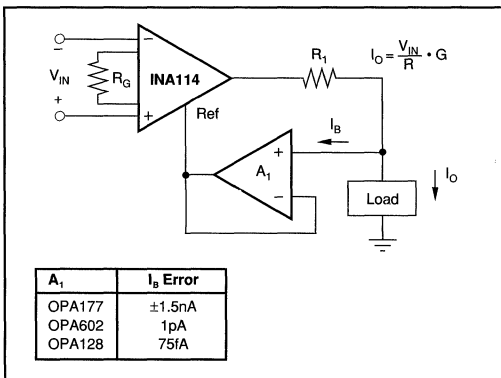 −
V_IN
+
R_G
−
INA114
+
Ref
R_1
I_O = V_IN / R • G
I_B
+
A_1
−
Load
I_O
A_1 I_B Error
OPA177 ±1.5nA
OPA602 1pA
OPA128 75fA